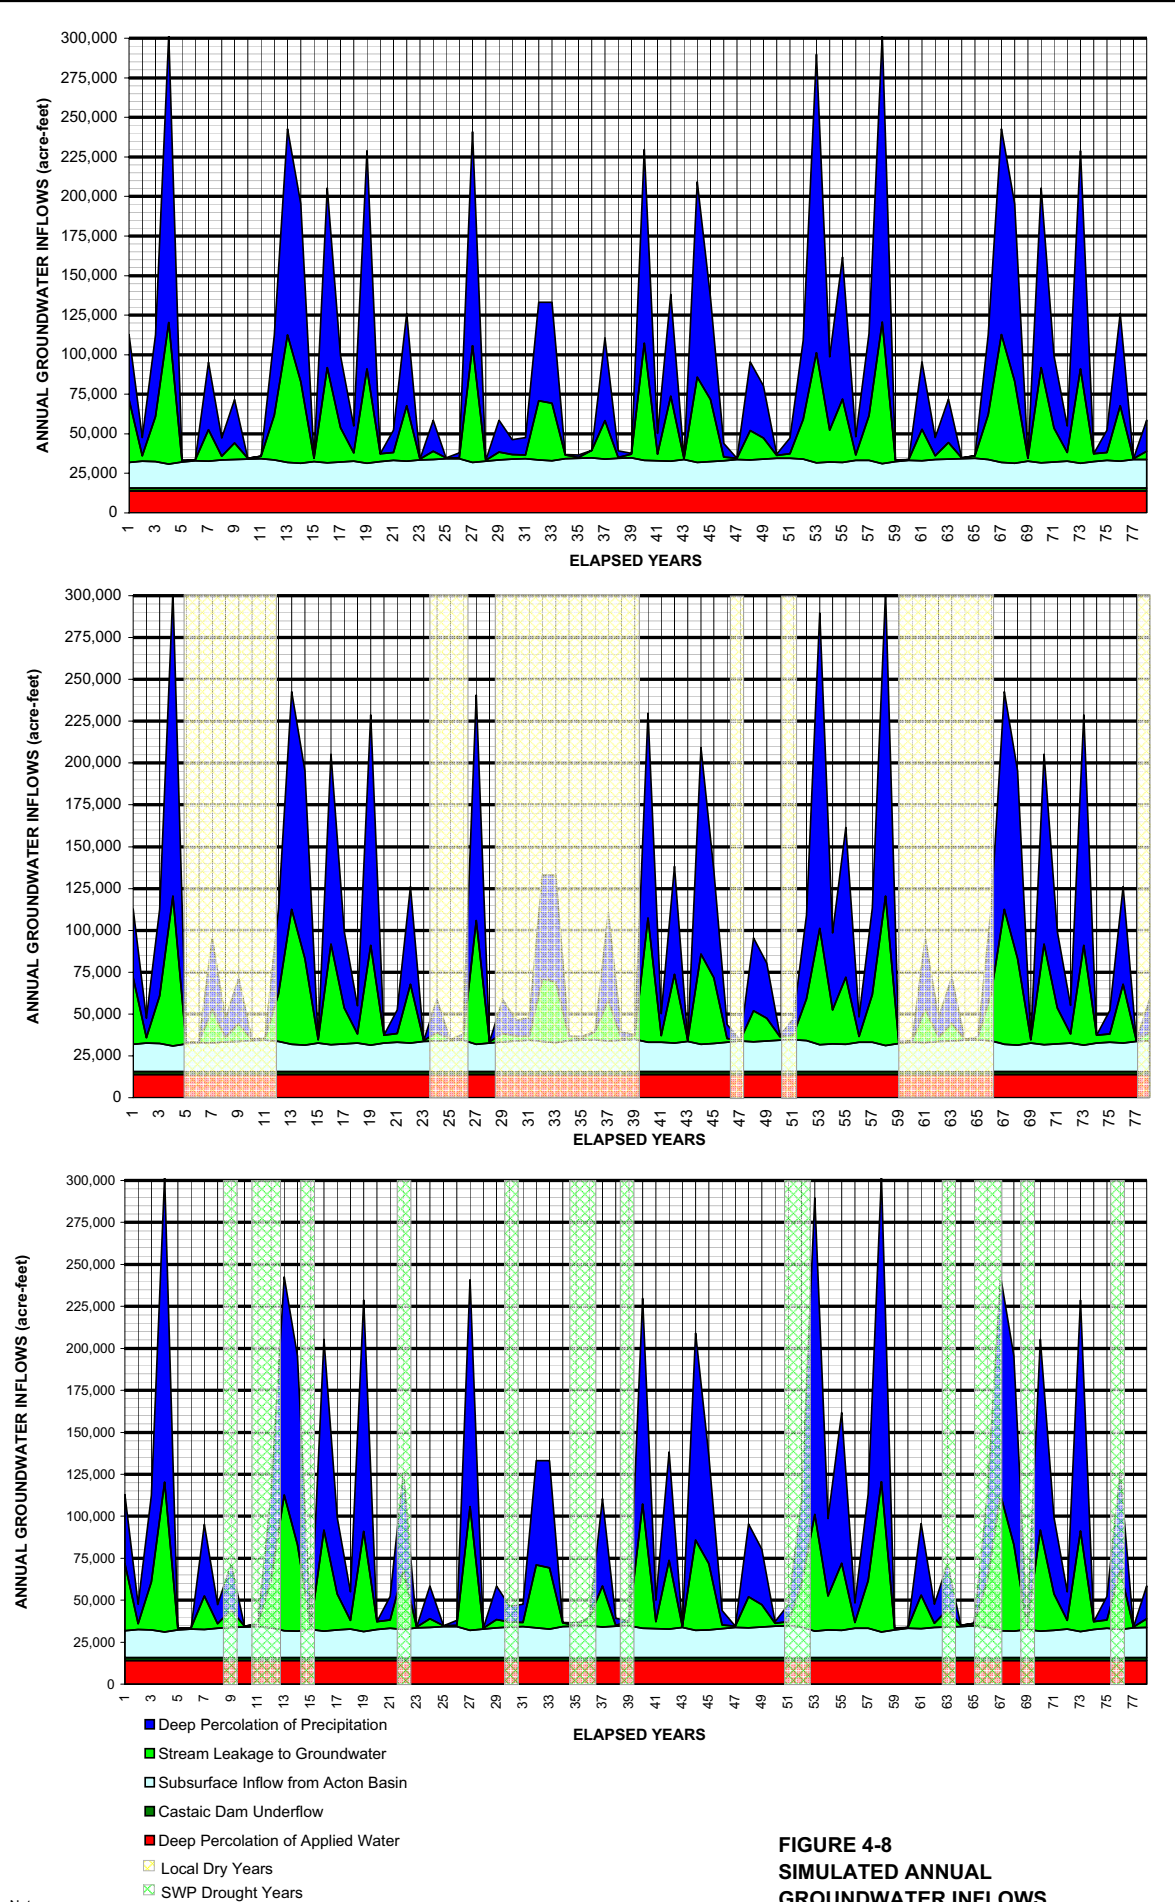 300,000
275,000
250,000
225,000
200,000
175,000
150,000
125,000
100,000
75,000
50,000
25,000
0
ANNUAL GROUNDWATER INFLOWS (acre-feet)
1 3 5 7 9 11 13 15 17 19 21 23 25 27 29 31 33 35 37 39 41 43 45 47 49 51 53 55 57 59 61 63 65 67 69 71 73 75 77
ELAPSED YEARS
300,000
275,000
250,000
225,000
200,000
175,000
150,000
125,000
100,000
75,000
50,000
25,000
0
ANNUAL GROUNDWATER INFLOWS (acre-feet)
1 3 5 7 9 11 13 15 17 19 21 23 25 27 29 31 33 35 37 39 41 43 45 47 49 51 53 55 57 59 61 63 65 67 69 71 73 75 77
ELAPSED YEARS
300,000
275,000
250,000
225,000
200,000
175,000
150,000
125,000
100,000
75,000
50,000
25,000
0
ANNUAL GROUNDWATER INFLOWS (acre-feet)
1 3 5 7 9 11 13 15 17 19 21 23 25 27 29 31 33 35 37 39 41 43 45 47 49 51 53 55 57 59 61 63 65 67 69 71 73 75 77
ELAPSED YEARS
Deep Percolation of Precipitation
Stream Leakage to Groundwater
Subsurface Inflow from Acton Basin
Castaic Dam Underflow
Deep Percolation of Applied Water
Local Dry Years
SWP Drought Years
FIGURE 4-8
SIMULATED ANNUAL
GROUNDWATER INFLOWS